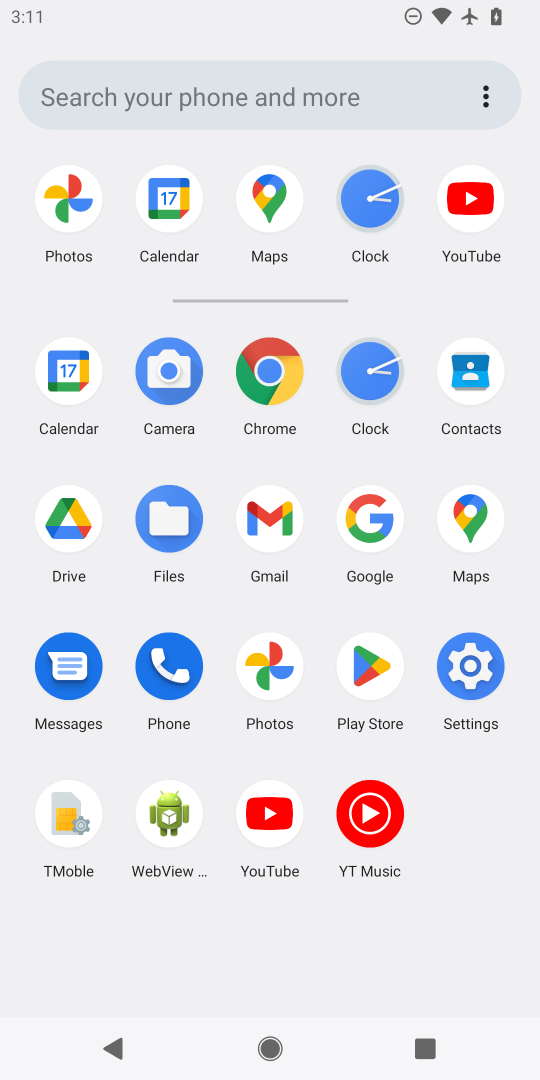 3:11
Search your phone and more
Photos
Calendar
Maps
Clock
YouTube
Calendar
Camera
Chrome
Clock
Contacts
Drive
Files
Gmail
Google
Maps
Messages
Phone
Photos
Play Store
Settings
TMoble
WebView ...
YouTube
YT Music
17
17